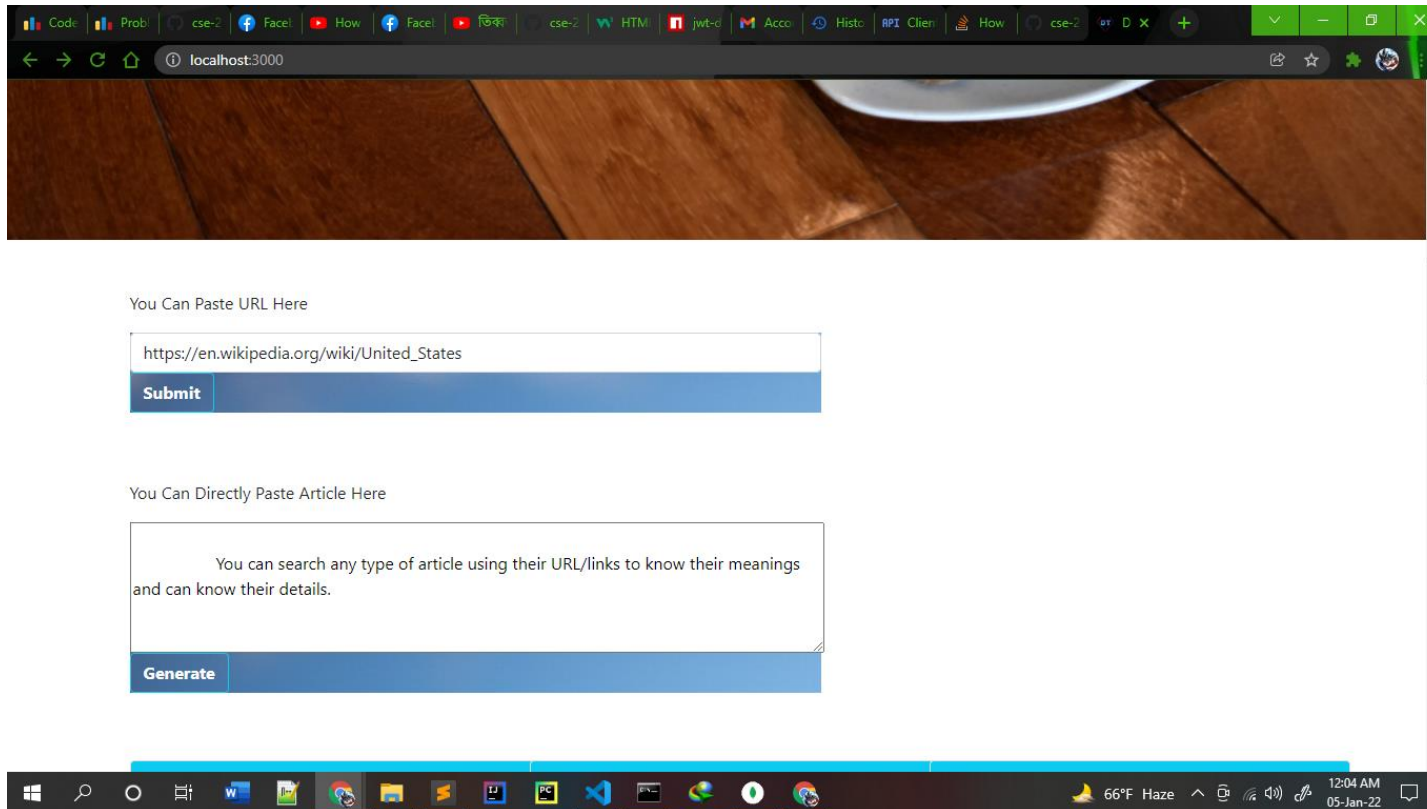 Code
Prob
cse-2
Facel
How
Facel
cse-2
HTM
jwt-d
Acco
Histo
API Clien
How
cse-2
DT D
localhost:3000
You Can Paste URL Here
https://en.wikipedia.org/wiki/United_States
Submit
You Can Directly Paste Article Here
You can search any type of article using their URL/links to know their meanings
and can know their details.
Generate
66°F Haze
12:04 AM
05-Jan-22